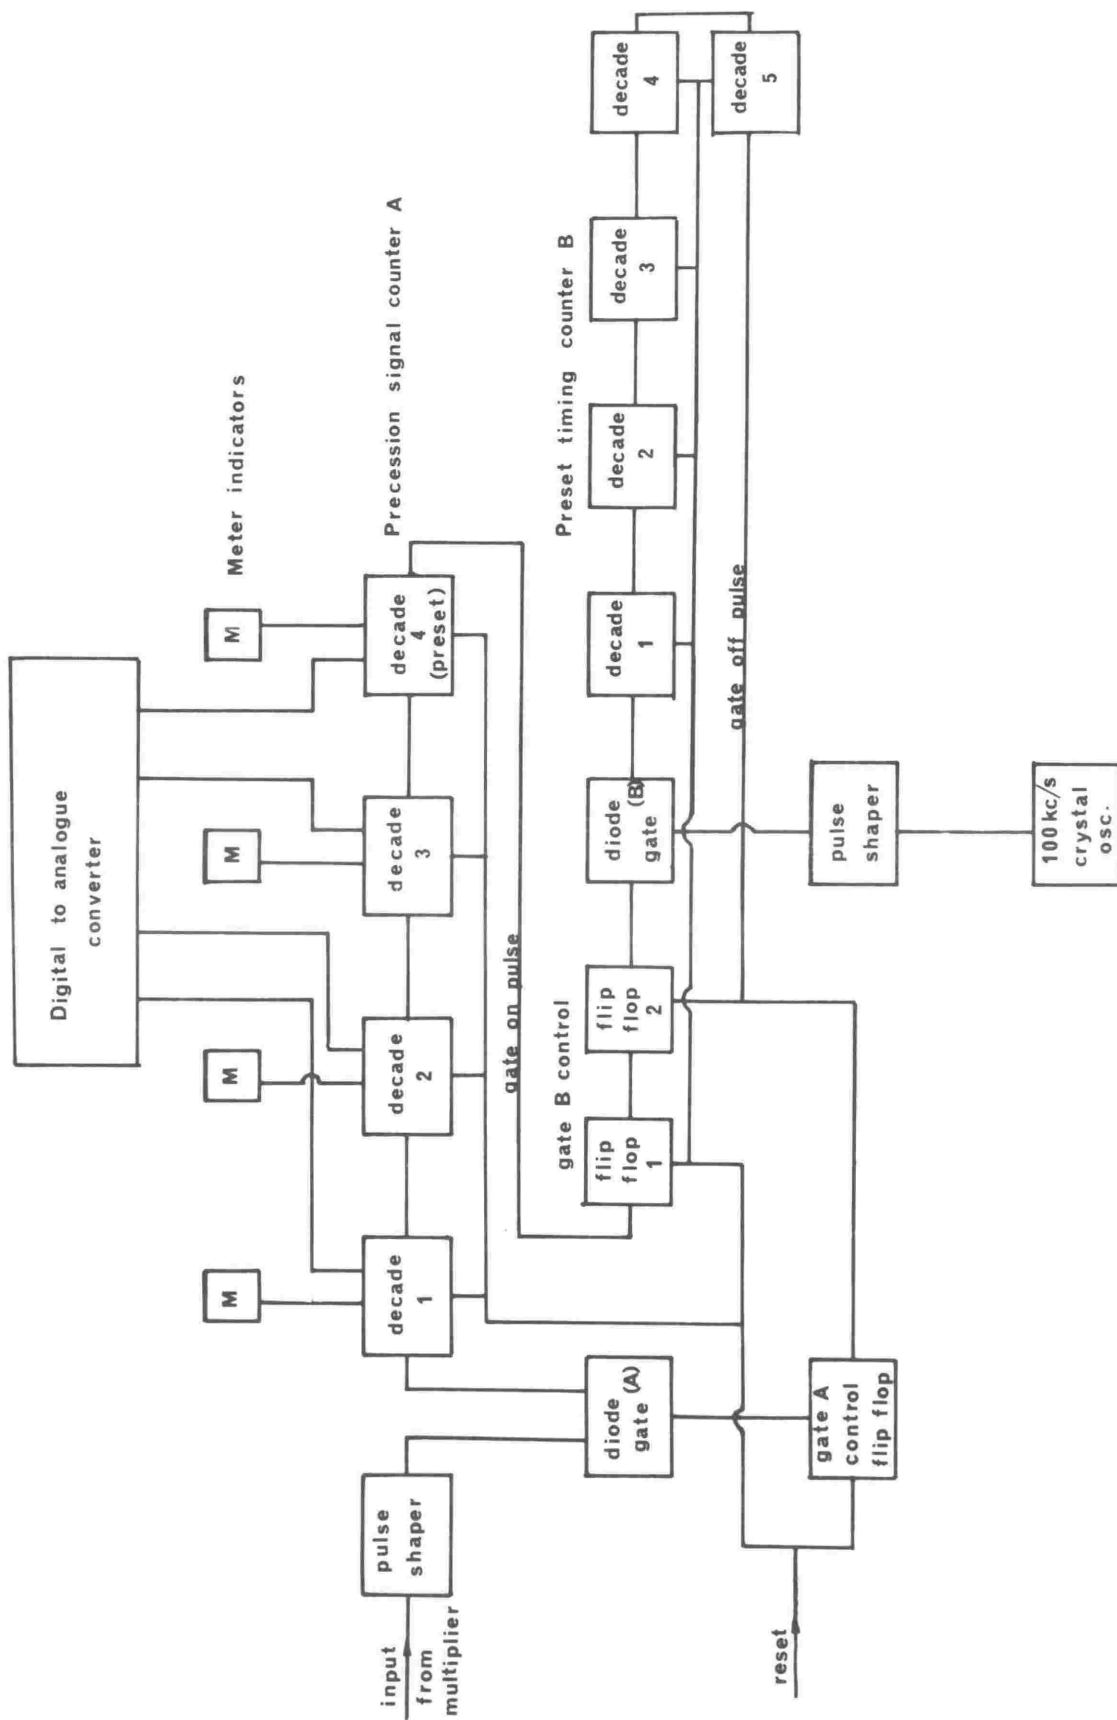 Digital to analogue
converter
M
M
M
M
Meter indicators
input
from
multiplier
pulse
shaper
decade
1
decade
2
decade
3
decade
4
(preset)
Precession signal counter A
gate on pulse
diode
gate (A)
gate B control
flip
flop
1
flip
flop
2
diode
gate (B)
decade
1
decade
2
decade
3
decade
4
Preset timing counter B
decade
5
gate off pulse
reset
gate A
control
flip flop
pulse
shaper
100kc/s
crystal
osc.